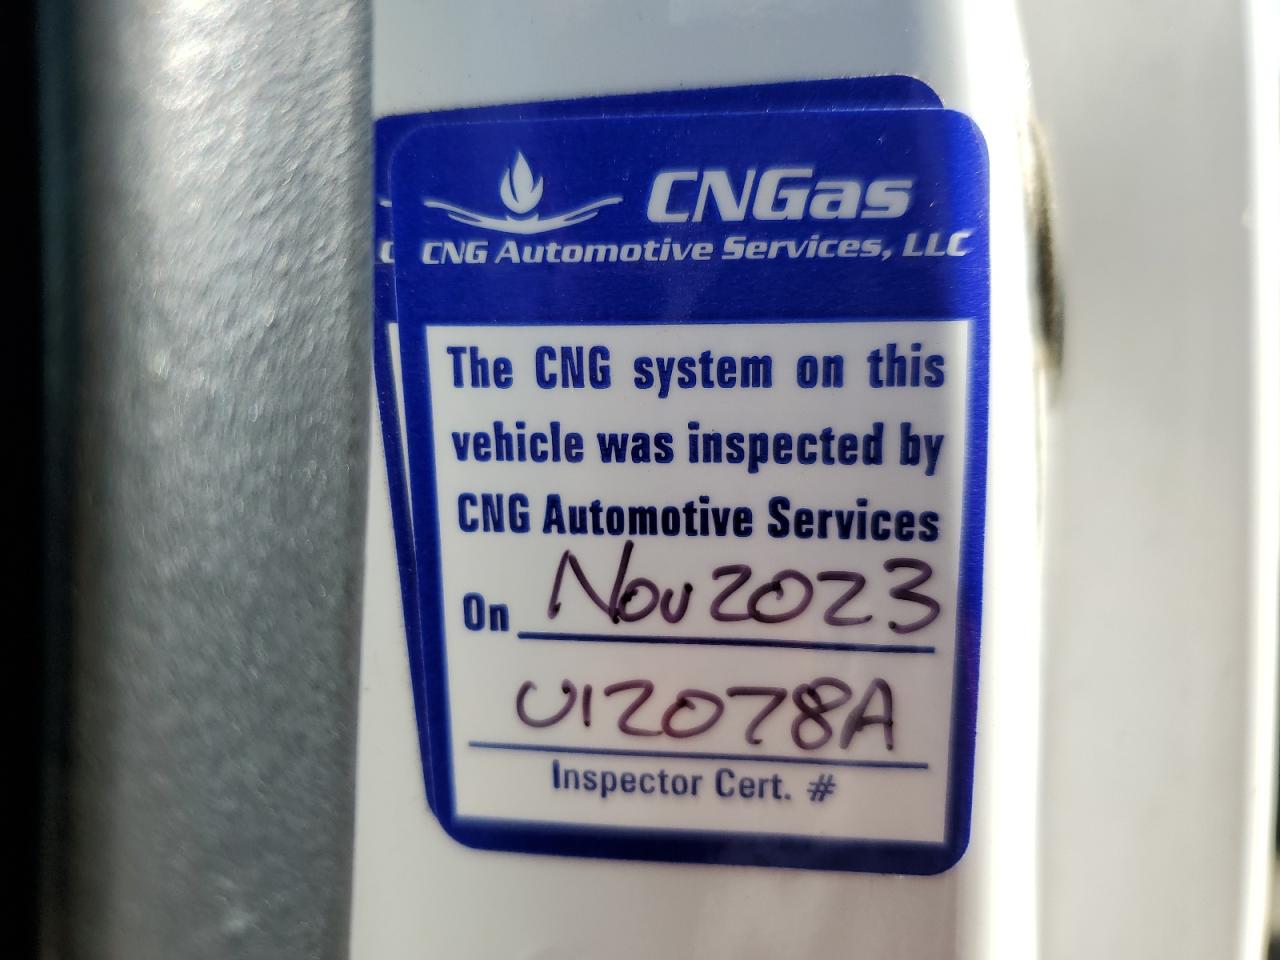 CNGas
CNG Automotive Services, LLC
The CNG system on this
vehicle was inspected by
CNG Automotive Services
On Nov 2023
U12078A
Inspector Cert. #